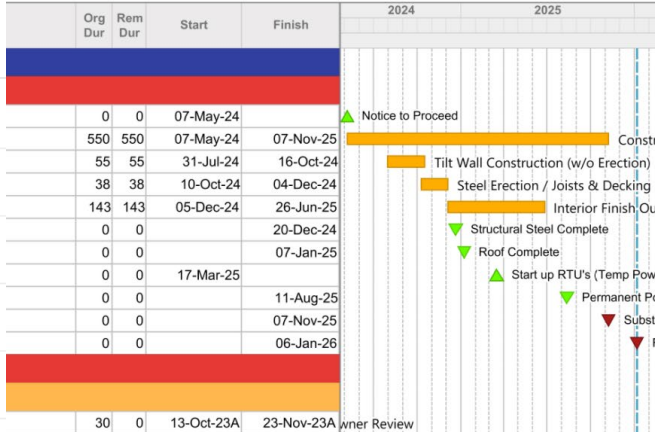 Org Dur Rem Dur Start Finish 2024 2025
0 0 07-May-24 Notice to Proceed
550 550 07-May-24 07-Nov-25 Constr
55 55 31-Jul-24 16-Oct-24 Tilt Wall Construction (w/o Erection)
38 38 10-Oct-24 04-Dec-24 Steel Erection / Joists & Decking
143 143 05-Dec-24 26-Jun-25 Interior Finish Ou
0 0 20-Dec-24 Structural Steel Complete
0 0 07-Jan-25 Roof Complete
0 0 17-Mar-25 Start up RTU's (Temp Pow
0 0 11-Aug-25 Permanent Po
0 0 07-Nov-25 Subst
0 0 06-Jan-26
30 0 13-Oct-23A 23-Nov-23A wner Review